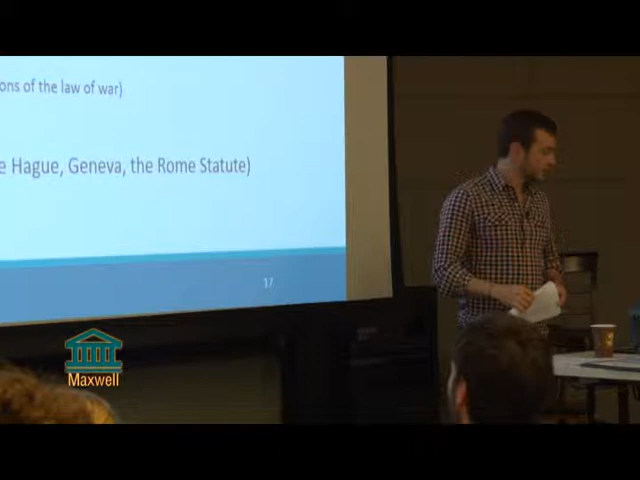 ons of the law of war)
e Hague, Geneva, the Rome Statute)
17
Maxwell